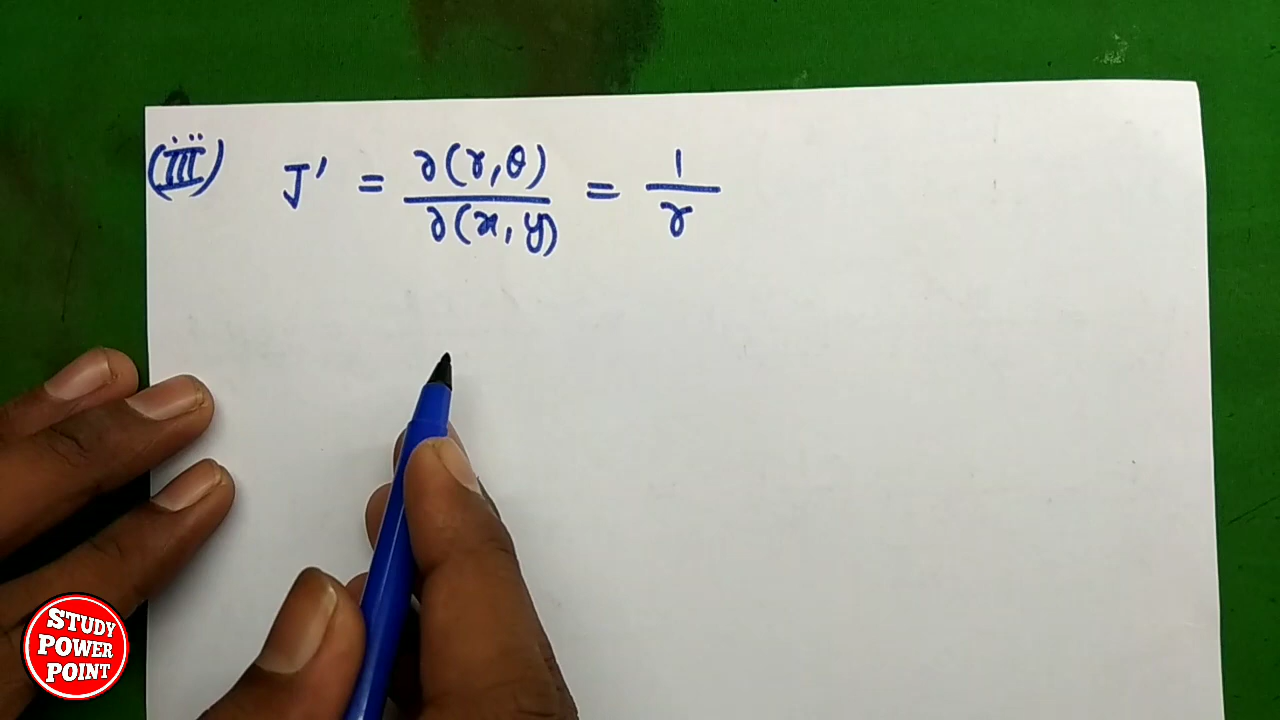 (iii) J' = ∂(r,θ)/∂(x,y) = 1/r
STUDY
POWER
POINT